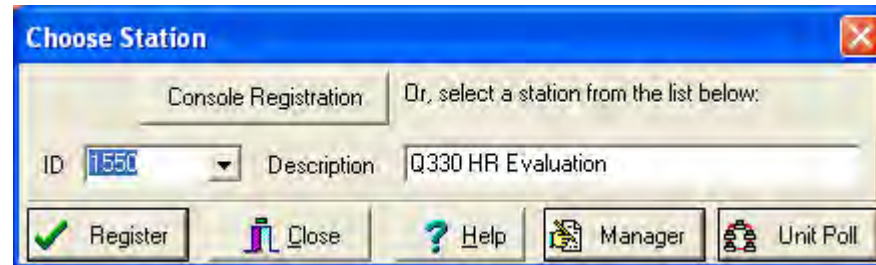 Choose Station
Console Registration Or, select a station from the list below:
ID 1550 Description Q330 HR Evaluation
Register Close Help Manager Unit Poll